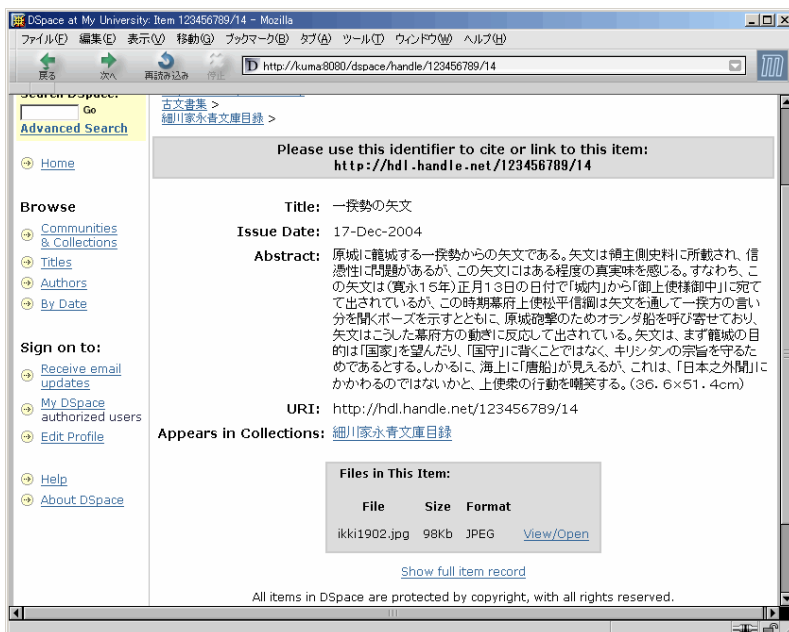 DSpace at My University: Item 123456789/14 - Mozilla
ファイル(F) 編集(E) 表示(V) 移動(G) ブックマーク(B) タブ(A) ツール(T) ウィンドウ(W) ヘルプ(H)
戻る 次へ 再読み込み 停止 http://kuma:8080/dspace/handle/123456789/14
Search DSpace:
Go
Advanced Search
Home
Browse
Communities
& Collections
Titles
Authors
By Date
Sign on to:
Receive email
updates
My DSpace
authorized users
Edit Profile
Help
About DSpace
古文書集 >
細川家永青文庫目録 >
Please use this identifier to cite or link to this item:
http://hdl.handle.net/123456789/14
Title: 一揆勢の矢文
Issue Date: 17-Dec-2004
Abstract: 原城に籠城する一揆勢からの矢文である。矢文は領主側史料に所載され、信
憑性に問題があるが、この矢文にはある程度の真実味を感じる。すなわち、こ
の矢文は(寛永15年)正月13日の日付で「城内」から「御上使様御中」に宛て
て出されているが、この時期幕府上使松平信綱は矢文を通して一揆方の言い
分を聞くポーズを示すとともに、原城砲撃のためオランダ船を呼び寄せており、
矢文はこうした幕府方の動きに反応して出されている。矢文は、まず籠城の目
的は「国家」を望んだり、「国守」に背くことではなく、キリシタンの宗旨を守るた
めであるとする。しかるに、海上に「唐船」が見えるが、これは、「日本之外聞」に
かかわるのではないかと、上使衆の行動を嘲笑する。(36．6×51．4cm)
URI: http://hdl.handle.net/123456789/14
Appears in Collections: 細川家永青文庫目録
Files in This Item:
File Size Format
ikki1902.jpg 98Kb JPEG View/Open
Show full item record
All items in DSpace are protected by copyright, with all rights reserved.